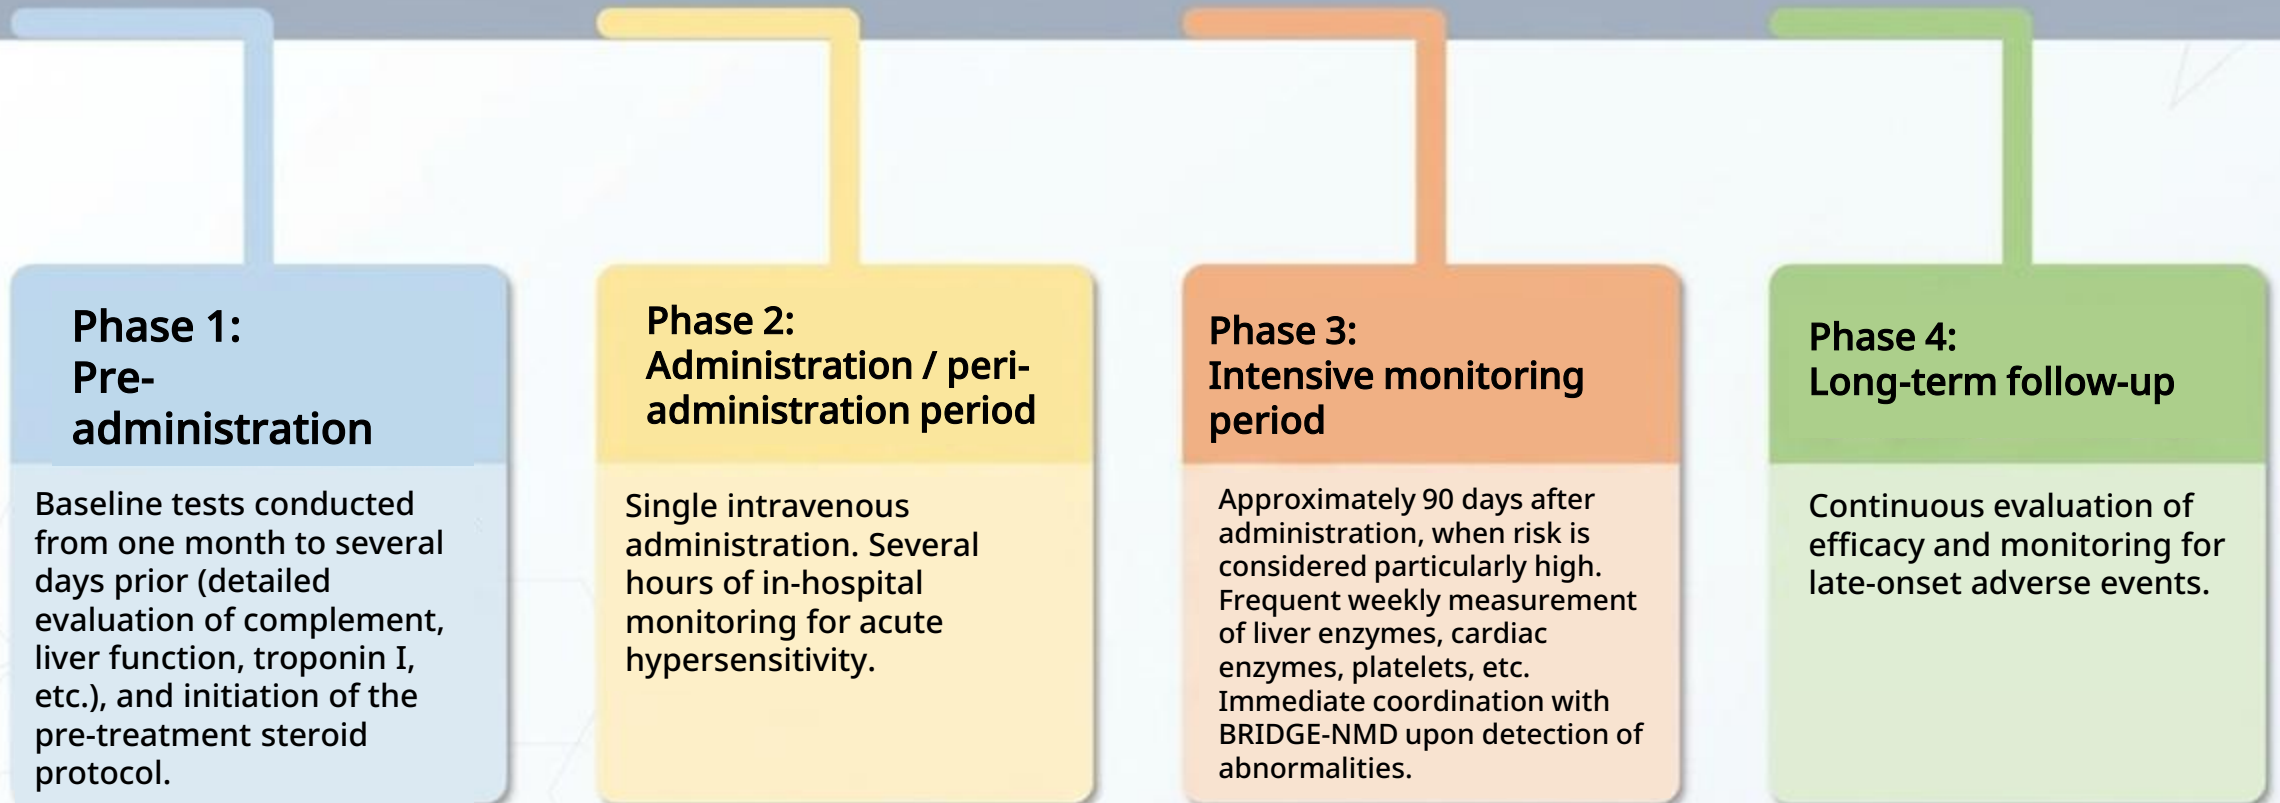 Phase 1:
Pre-
administration
Baseline tests conducted
from one month to several
days prior (detailed
evaluation of complement,
liver function, troponin I,
etc.), and initiation of the
pre-treatment steroid
protocol.
Phase 2:
Administration / peri-
administration period
Single intravenous
administration. Several
hours of in-hospital
monitoring for acute
hypersensitivity.
Phase 3:
Intensive monitoring
period
Approximately 90 days after
administration, when risk is
considered particularly high.
Frequent weekly measurement
of liver enzymes, cardiac
enzymes, platelets, etc.
Immediate coordination with
BRIDGE-NMD upon detection of
abnormalities.
Phase 4:
Long-term follow-up
Continuous evaluation of
efficacy and monitoring for
late-onset adverse events.